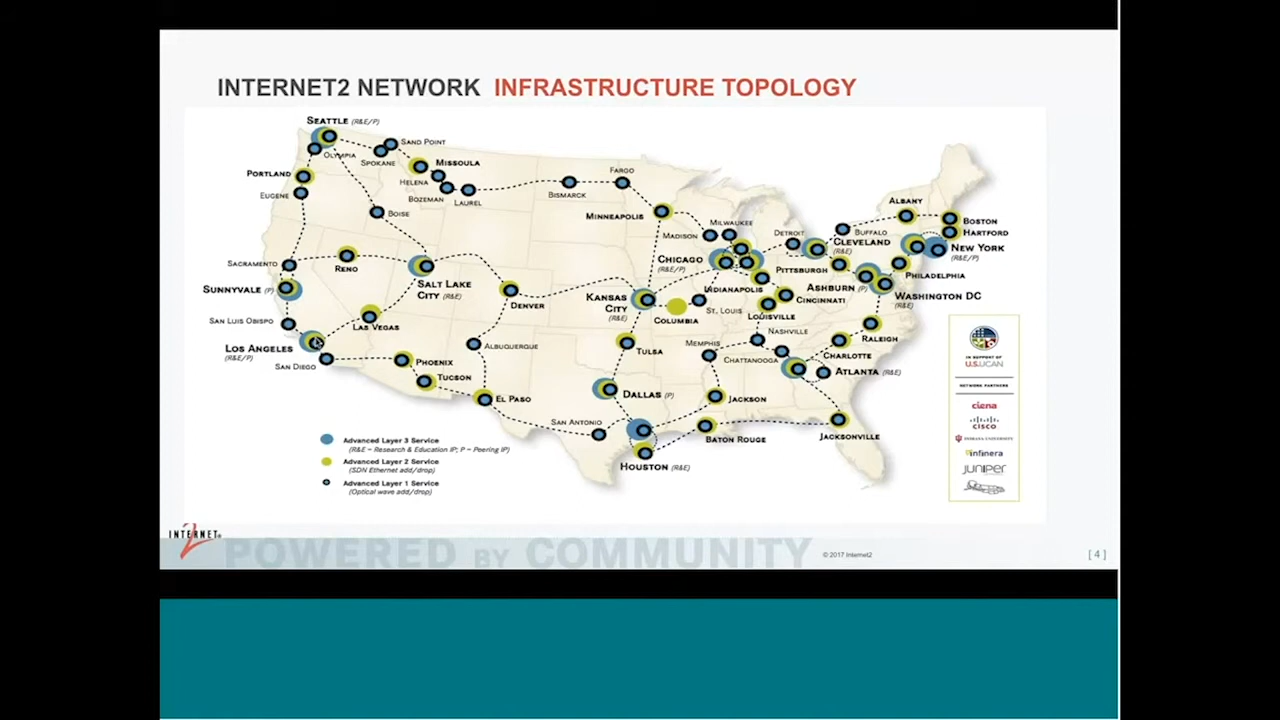 INTERNET2 NETWORK INFRASTRUCTURE TOPOLOGY
SEATTLE (R&E/P)
SAND POINT
OLYMPIA
SPOKANE
MISSOULA
PORTLAND
HELENA
FARGO
EUGENE
BOZEMAN
LAUREL
BISMARCK
ALBANY
BOISE
MINNEAPOLIS
MILWAUKEE
BOSTON
MADISON
DETROIT
BUFFALO
HARTFORD
CLEVELAND
(R&E)
NEW YORK
(R&E/P)
SACRAMENTO
RENO
CHICAGO
(R&E/P)
PITTSBURGH
PHILADELPHIA
SUNNYVALE (P)
SALT LAKE
CITY (R&E)
INDIANAPOLIS
ASHBURN (P)
DENVER
KANSAS
CITY
(R&E)
CINCINNATI
WASHINGTON DC
(R&E)
ST. LOUIS
SAN LUIS OBISPO
COLUMBIA
LOUISVILLE
LAS VEGAS
NASHVILLE
RALEIGH
LOS ANGELES
(R&E/P)
ALBUQUERQUE
TULSA
MEMPHIS
CHARLOTTE
SAN DIEGO
PHOENIX
CHATTANOOGA
ATLANTA (R&E)
TUCSON
DALLAS (P)
EL PASO
JACKSON
SAN ANTONIO
BATON ROUGE
JACKSONVILLE
HOUSTON (R&E)
Advanced Layer 3 Service
(R&E = Research & Education IP; P = Peering IP)
Advanced Layer 2 Service
(SDN Ethernet add/drop)
Advanced Layer 1 Service
(Optical wave add/drop)
IN SUPPORT OF
U.S.UCAN
NETWORK PARTNERS
ciena
CISCO
INDIANA UNIVERSITY
infinera
JUNIPER
INTERNET2
POWERED BY COMMUNITY
© 2017 Internet2
[ 4 ]